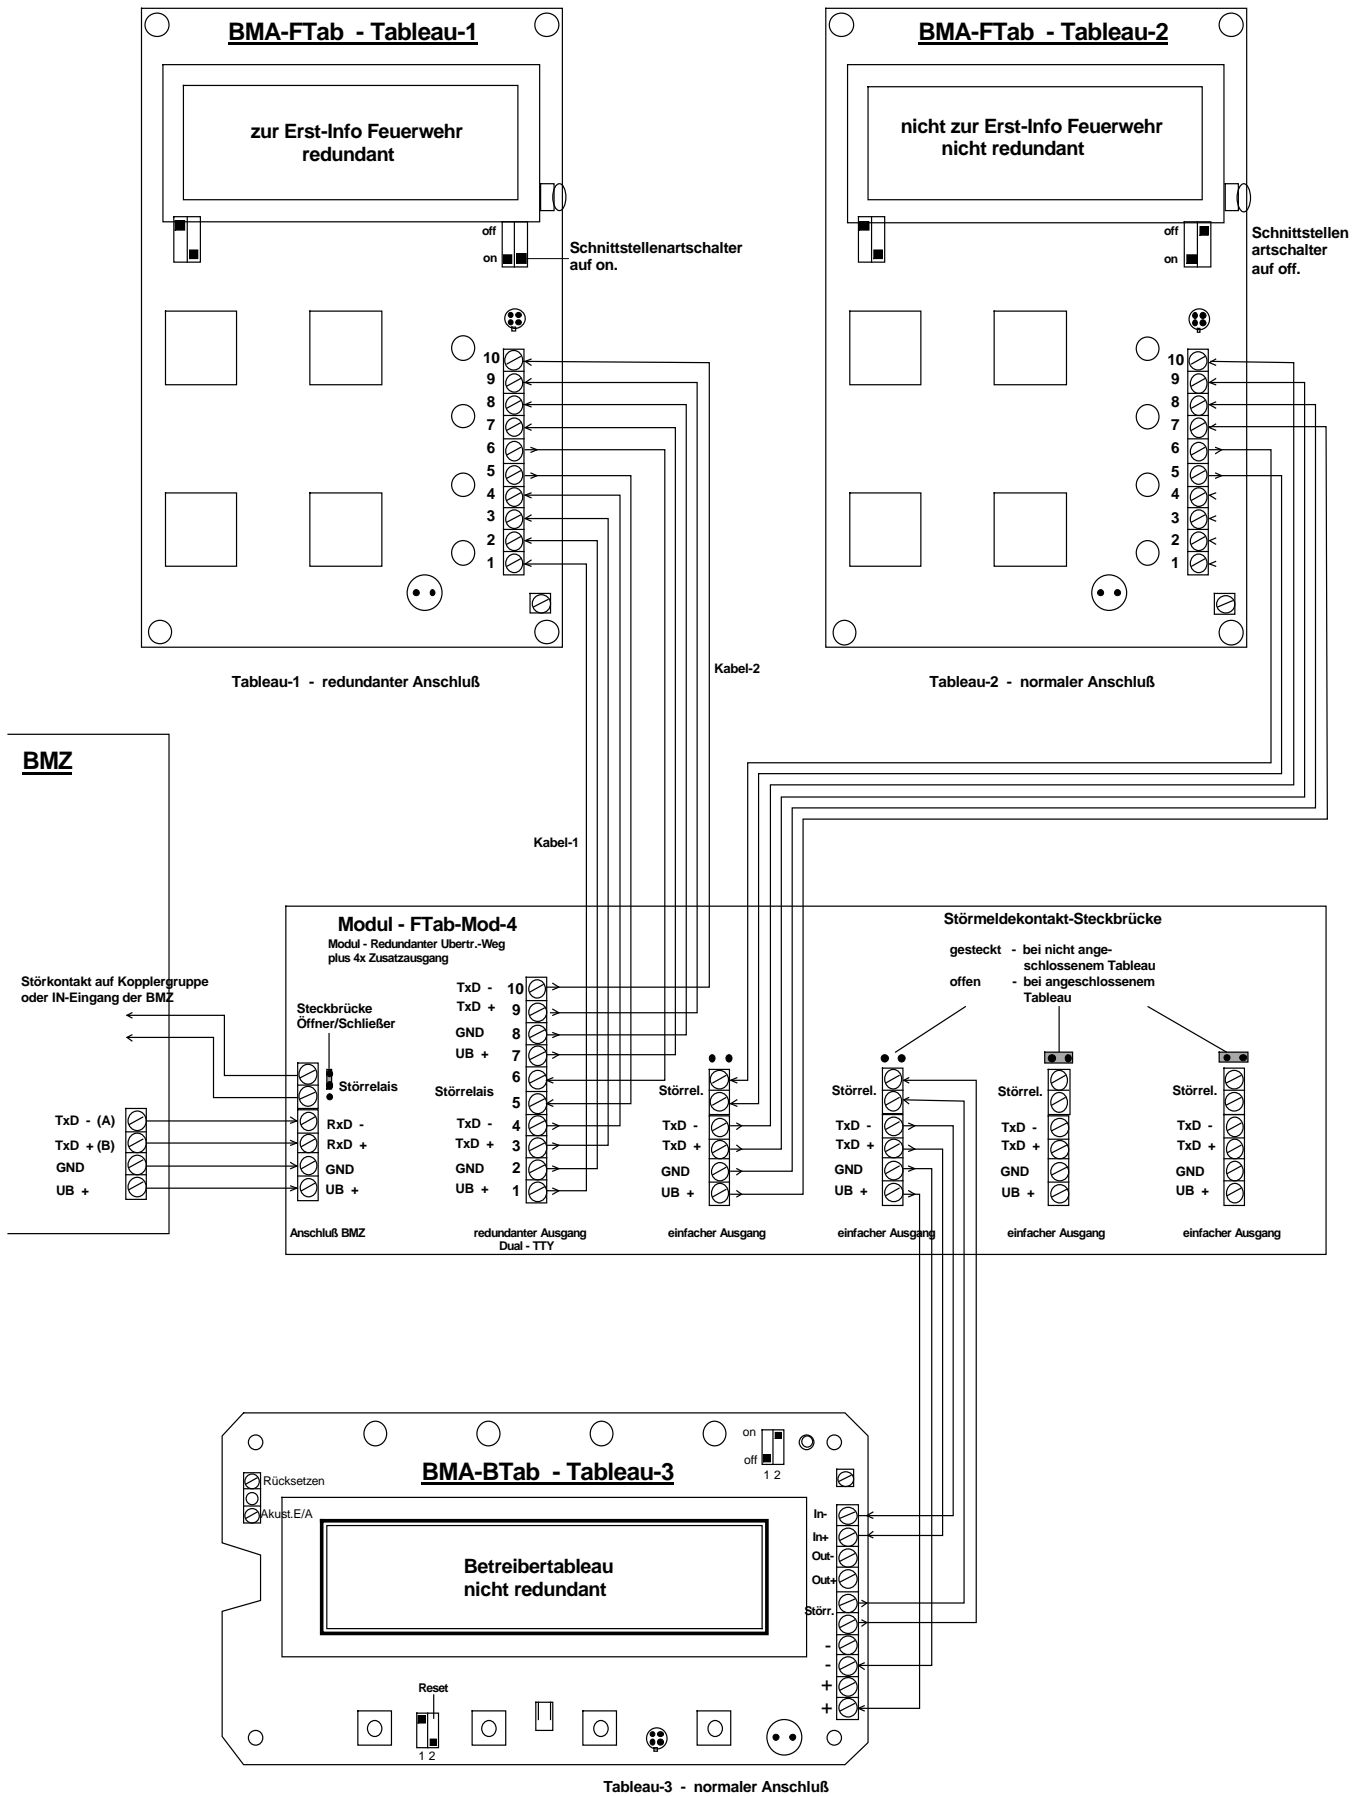 BMA-FTab - Tableau-1
zur Erst-Info Feuerwehr
redundant
off
on
Schnittstellenartschalter
auf on.
10
9
8
7
6
5
4
3
2
1
Tableau-1 - redundanter Anschluß
BMA-FTab - Tableau-2
nicht zur Erst-Info Feuerwehr
nicht redundant
off
on
Schnittstellen
artschalter
auf off.
10
9
8
7
6
5
4
3
2
1
Tableau-2 - normaler Anschluß
Kabel-2
Kabel-1
BMZ
Störkontakt auf Kopplergruppe
oder IN-Eingang der BMZ
TxD - (A)
TxD + (B)
GND
UB +
Modul - FTab-Mod-4
Modul - Redundanter Ubertr.-Weg
plus 4x Zusatzausgang
Steckbrücke
Öffner/Schließer
Störrelais
RxD -
RxD +
GND
UB +
Anschluß BMZ
TxD - 10
TxD + 9
GND 8
UB + 7
6
Störrelais
5
TxD - 4
TxD + 3
GND 2
UB + 1
redundanter Ausgang
Dual - TTY
Störrel.
TxD -
TxD +
GND
UB +
einfacher Ausgang
Störrel.
TxD -
TxD +
GND
UB +
einfacher Ausgang
Störmeldekontakt-Steckbrücke
gesteckt - bei nicht ange-
schlossenem Tableau
offen - bei angeschlossenem
Tableau
Störrel.
TxD -
TxD +
GND
UB +
einfacher Ausgang
Störrel.
TxD -
TxD +
GND
UB +
einfacher Ausgang
BMA-BTab - Tableau-3
on
off
1 2
Rücksetzen
Akust.E/A
Betreibertableau
nicht redundant
In-
In+
Out-
Out+
Störr.
-
-
+
+
Reset
1 2
Tableau-3 - normaler Anschluß